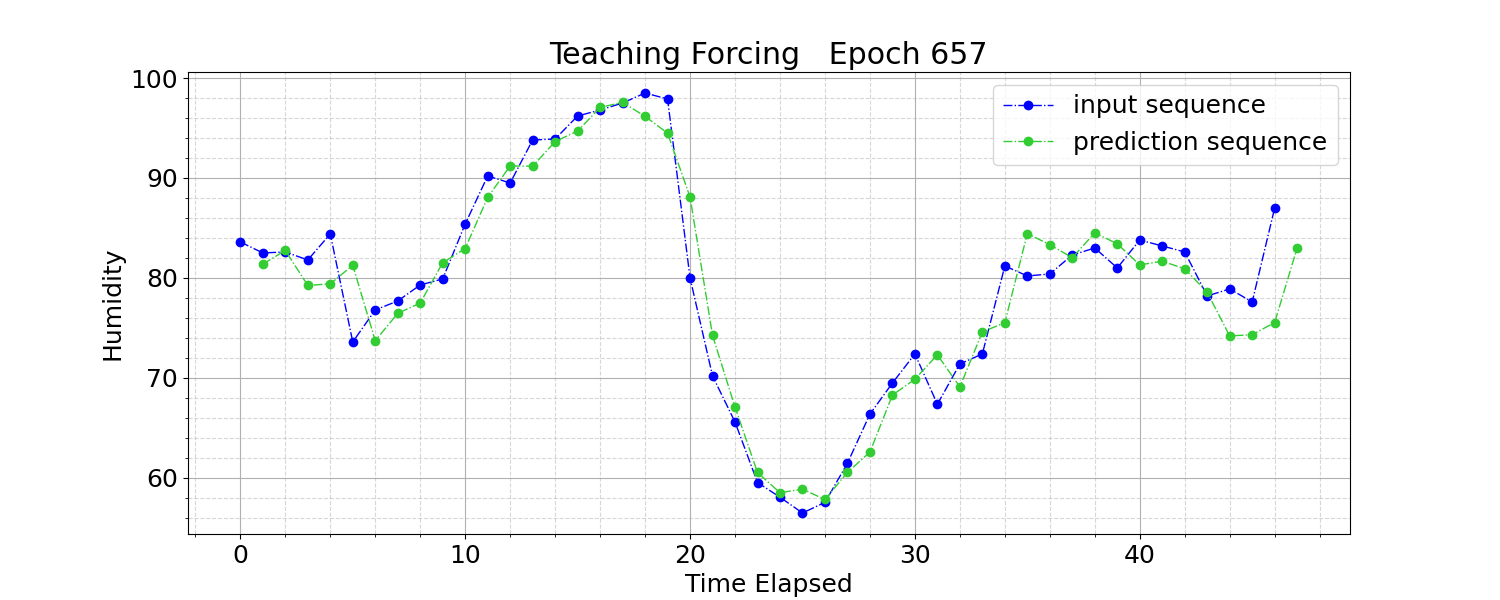 Teaching Forcing   Epoch 657
100
90
80
70
60
Humidity
input sequence
prediction sequence
0 10 20 30 40
Time Elapsed